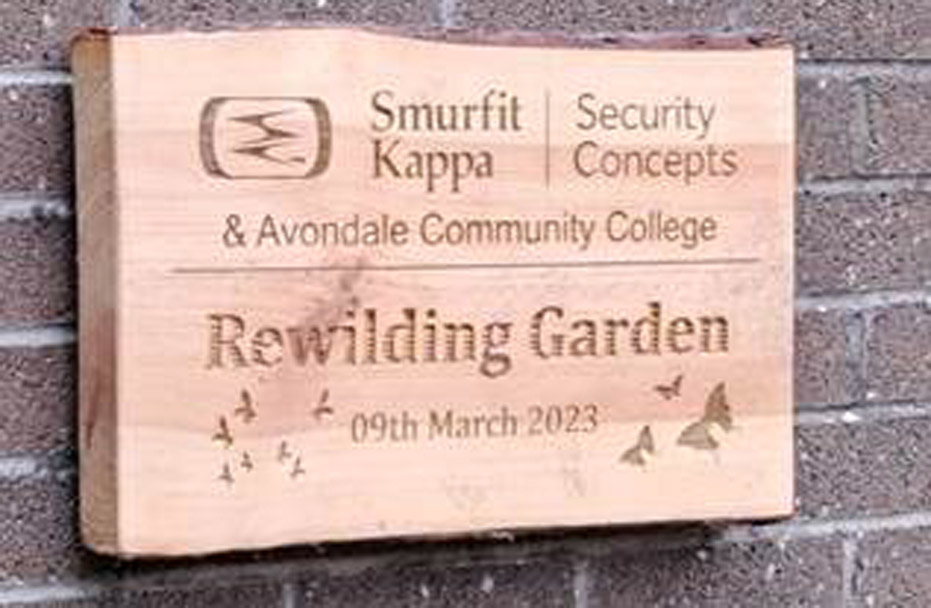 Smurfit Kappa
Security Concepts
& Avondale Community College
Rewilding Garden
09th March 2023